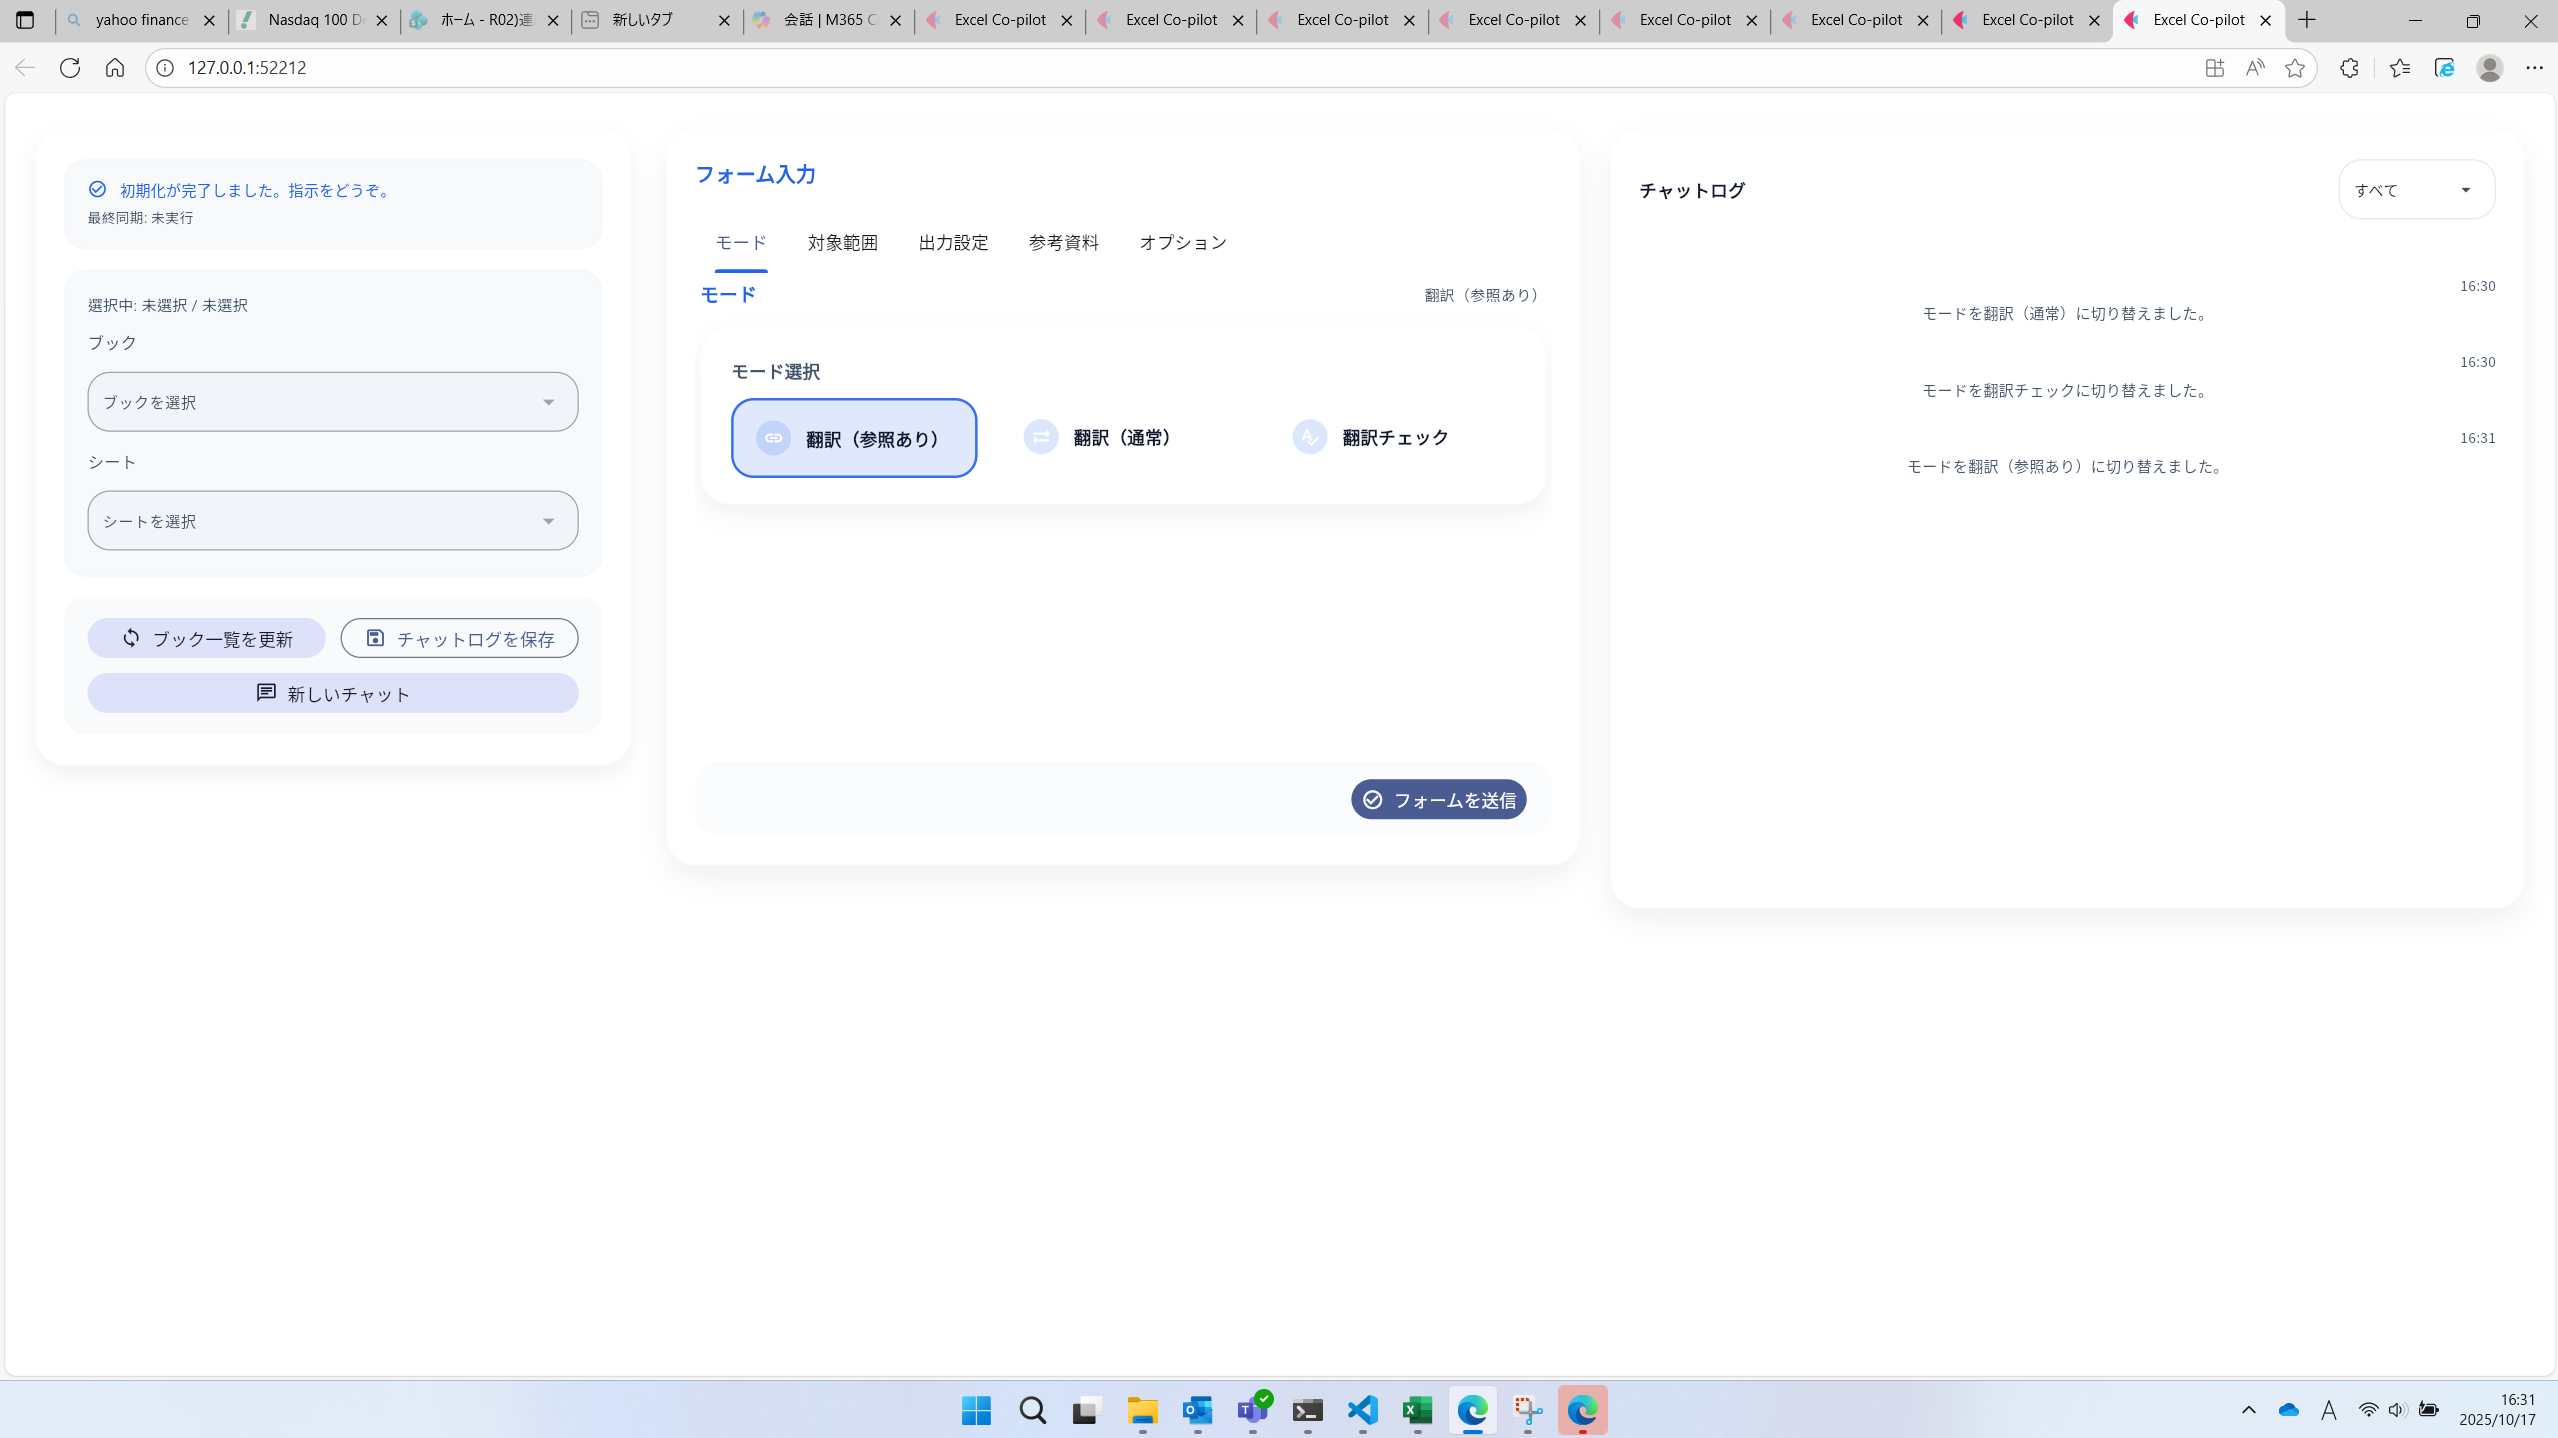 yahoo finance
Nasdaq 100 D
ホーム - R02)連
新しいタブ
会話 | M365 C
Excel Co-pilot
Excel Co-pilot
Excel Co-pilot
Excel Co-pilot
Excel Co-pilot
Excel Co-pilot
Excel Co-pilot
Excel Co-pilot
127.0.0.1:52212
初期化が完了しました。指示をどうぞ。
最終同期: 未実行
選択中: 未選択 / 未選択
ブック
ブックを選択
シート
シートを選択
ブック一覧を更新
チャットログを保存
新しいチャット
フォーム入力
モード 対象範囲 出力設定 参考資料 オプション
モード
翻訳（参照あり）
モード選択
翻訳（参照あり）
翻訳（通常）
翻訳チェック
フォームを送信
チャットログ
すべて
16:30
モードを翻訳（通常）に切り替えました。
16:30
モードを翻訳チェックに切り替えました。
16:31
モードを翻訳（参照あり）に切り替えました。
A
16:31
2025/10/17